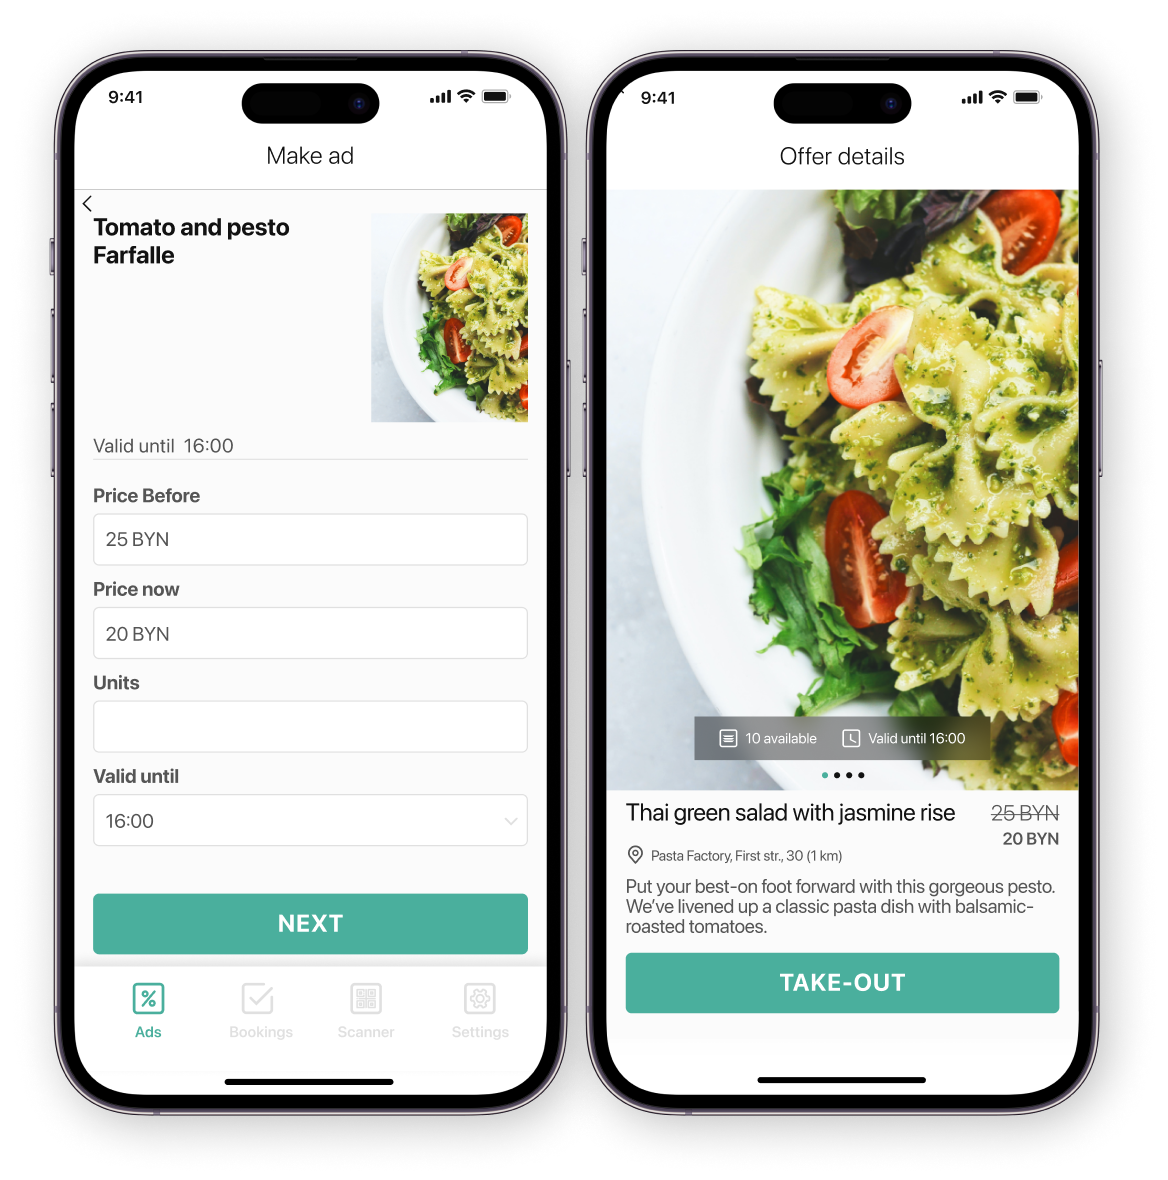 9:41
Make ad
Tomato and pesto
Farfalle
Valid until 16:00
Price Before
25 BYN
Price now
20 BYN
Units
Valid until
16:00
NEXT
Ads
Bookings
Scanner
Settings
9:41
Offer details
10 available
Valid until 16:00
Thai green salad with jasmine rise
25 BYN
20 BYN
Pasta Factory, First str., 30 (1 km)
Put your best-on foot forward with this gorgeous pesto.
We've livened up a classic pasta dish with balsamic-
roasted tomatoes.
TAKE-OUT